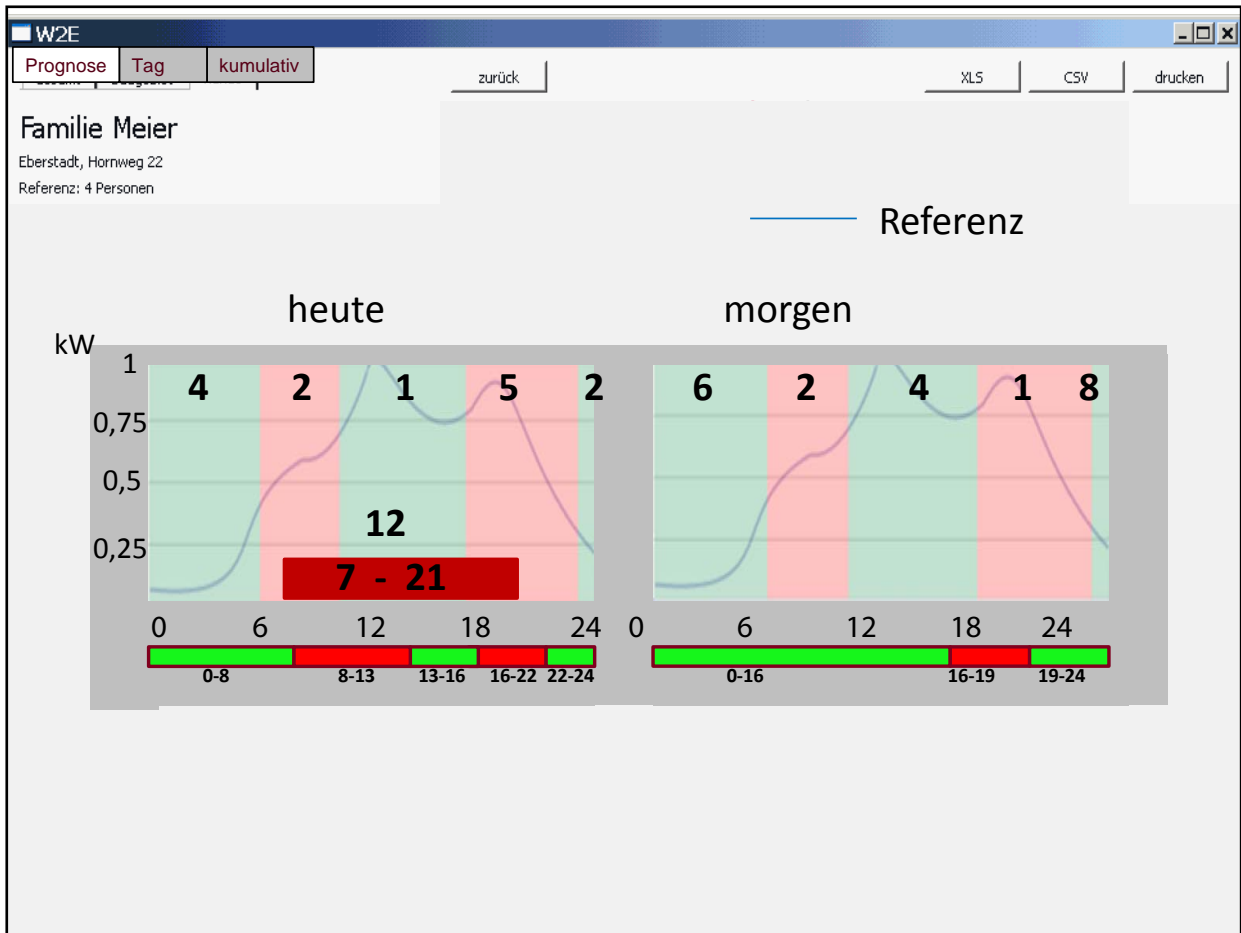 W2E
Prognose Tag kumulativ
zurück XLS CSV drucken
Familie Meier
Eberstadt, Hornweg 22
Referenz: 4 Personen
Referenz
heute morgen
kW
1
0,75
0,5
0,25
4 2 1 5 2
6 2 4 1 8
12
7 - 21
0 6 12 18 24
0 6 12 18 24
0-8 8-13 13-16 16-22 22-24
0-16 16-19 19-24